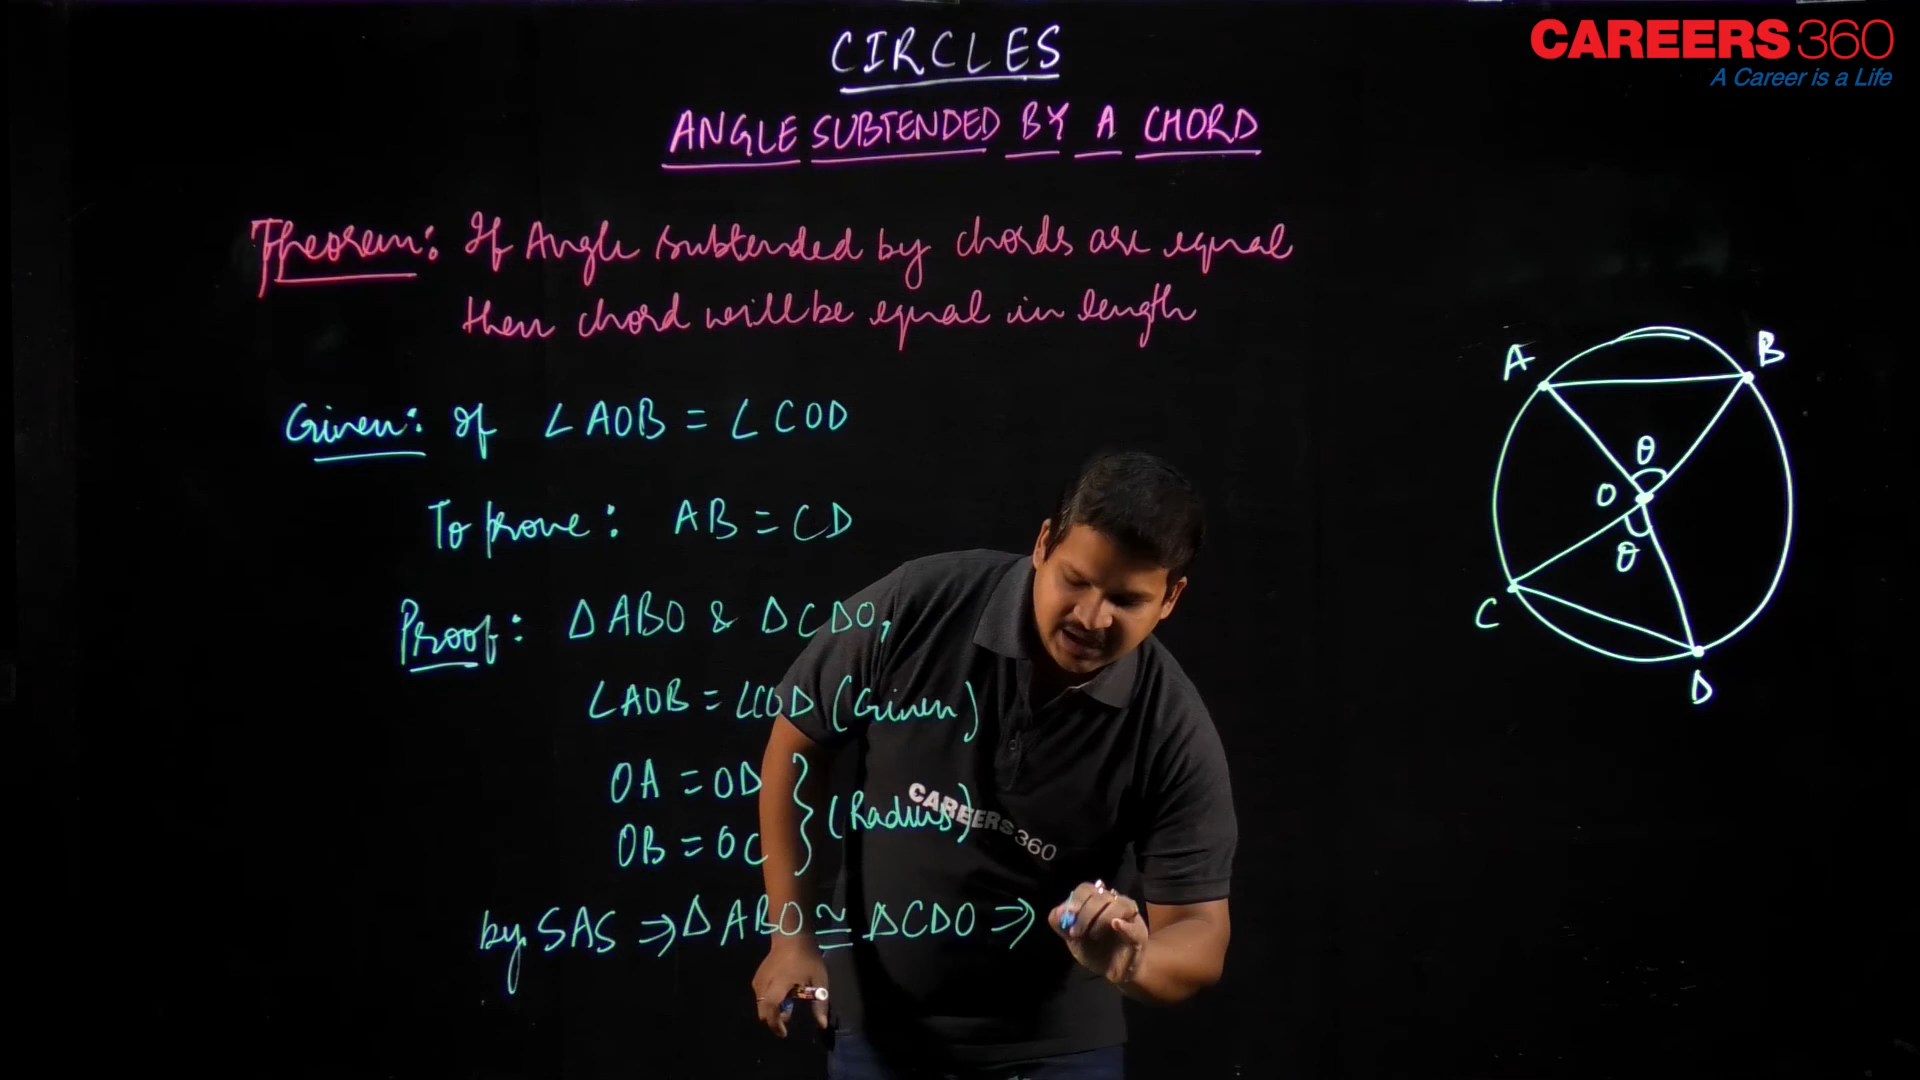 CIRCLES
CAREERS360
A Career is a Life
ANGLE SUBTENDED BY A CHORD
Theorem: If Angle subtended by chords are equal
then chord will be equal in length
Given: If ∠AOB = ∠COD
To prove: AB = CD
Proof: ΔABO & ΔCDO,
∠AOB = ∠COD (Given)
OA = OD
OB = OC } (Radius)
by SAS ⇒ ΔABO ≅ ΔCDO ⇒
A
B
θ
O
θ
C
D
CAREERS360